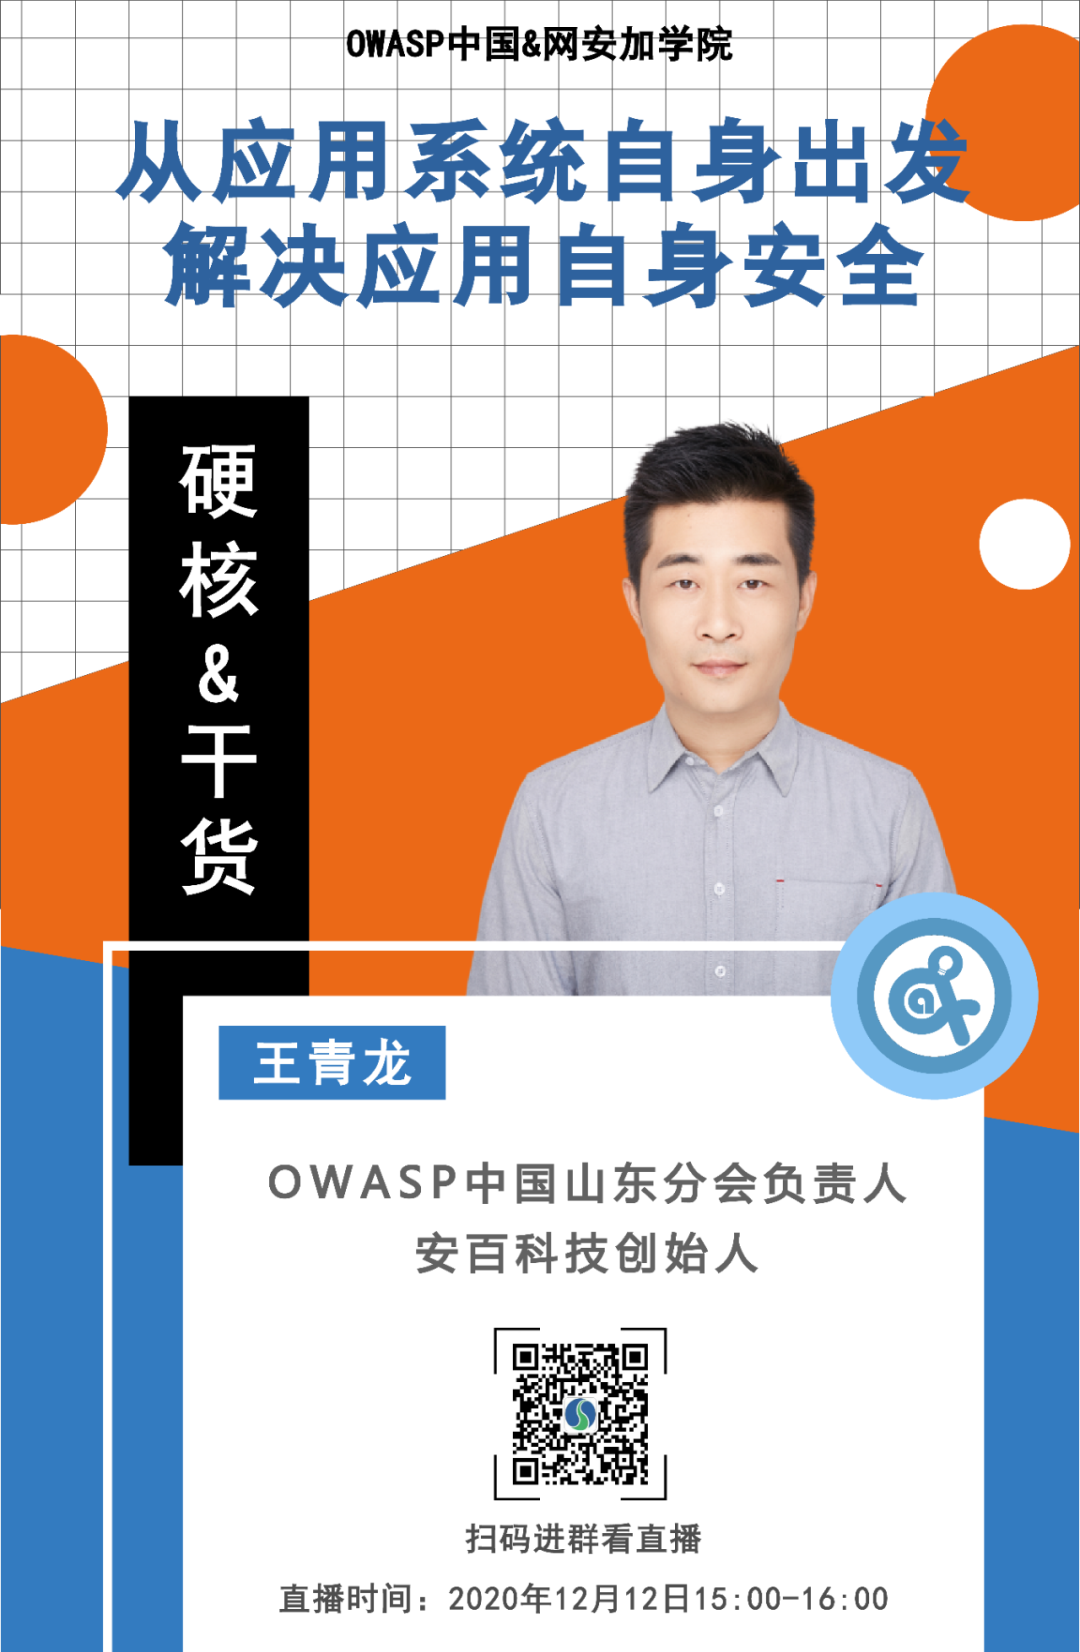 OWASP中国&网安加学院
从应用系统自身出发
解决应用自身安全
硬核&干货
王青龙
OWASP中国山东分会负责人
安百科技创始人
扫码进群看直播
直播时间：2020年12月12日15:00-16:00